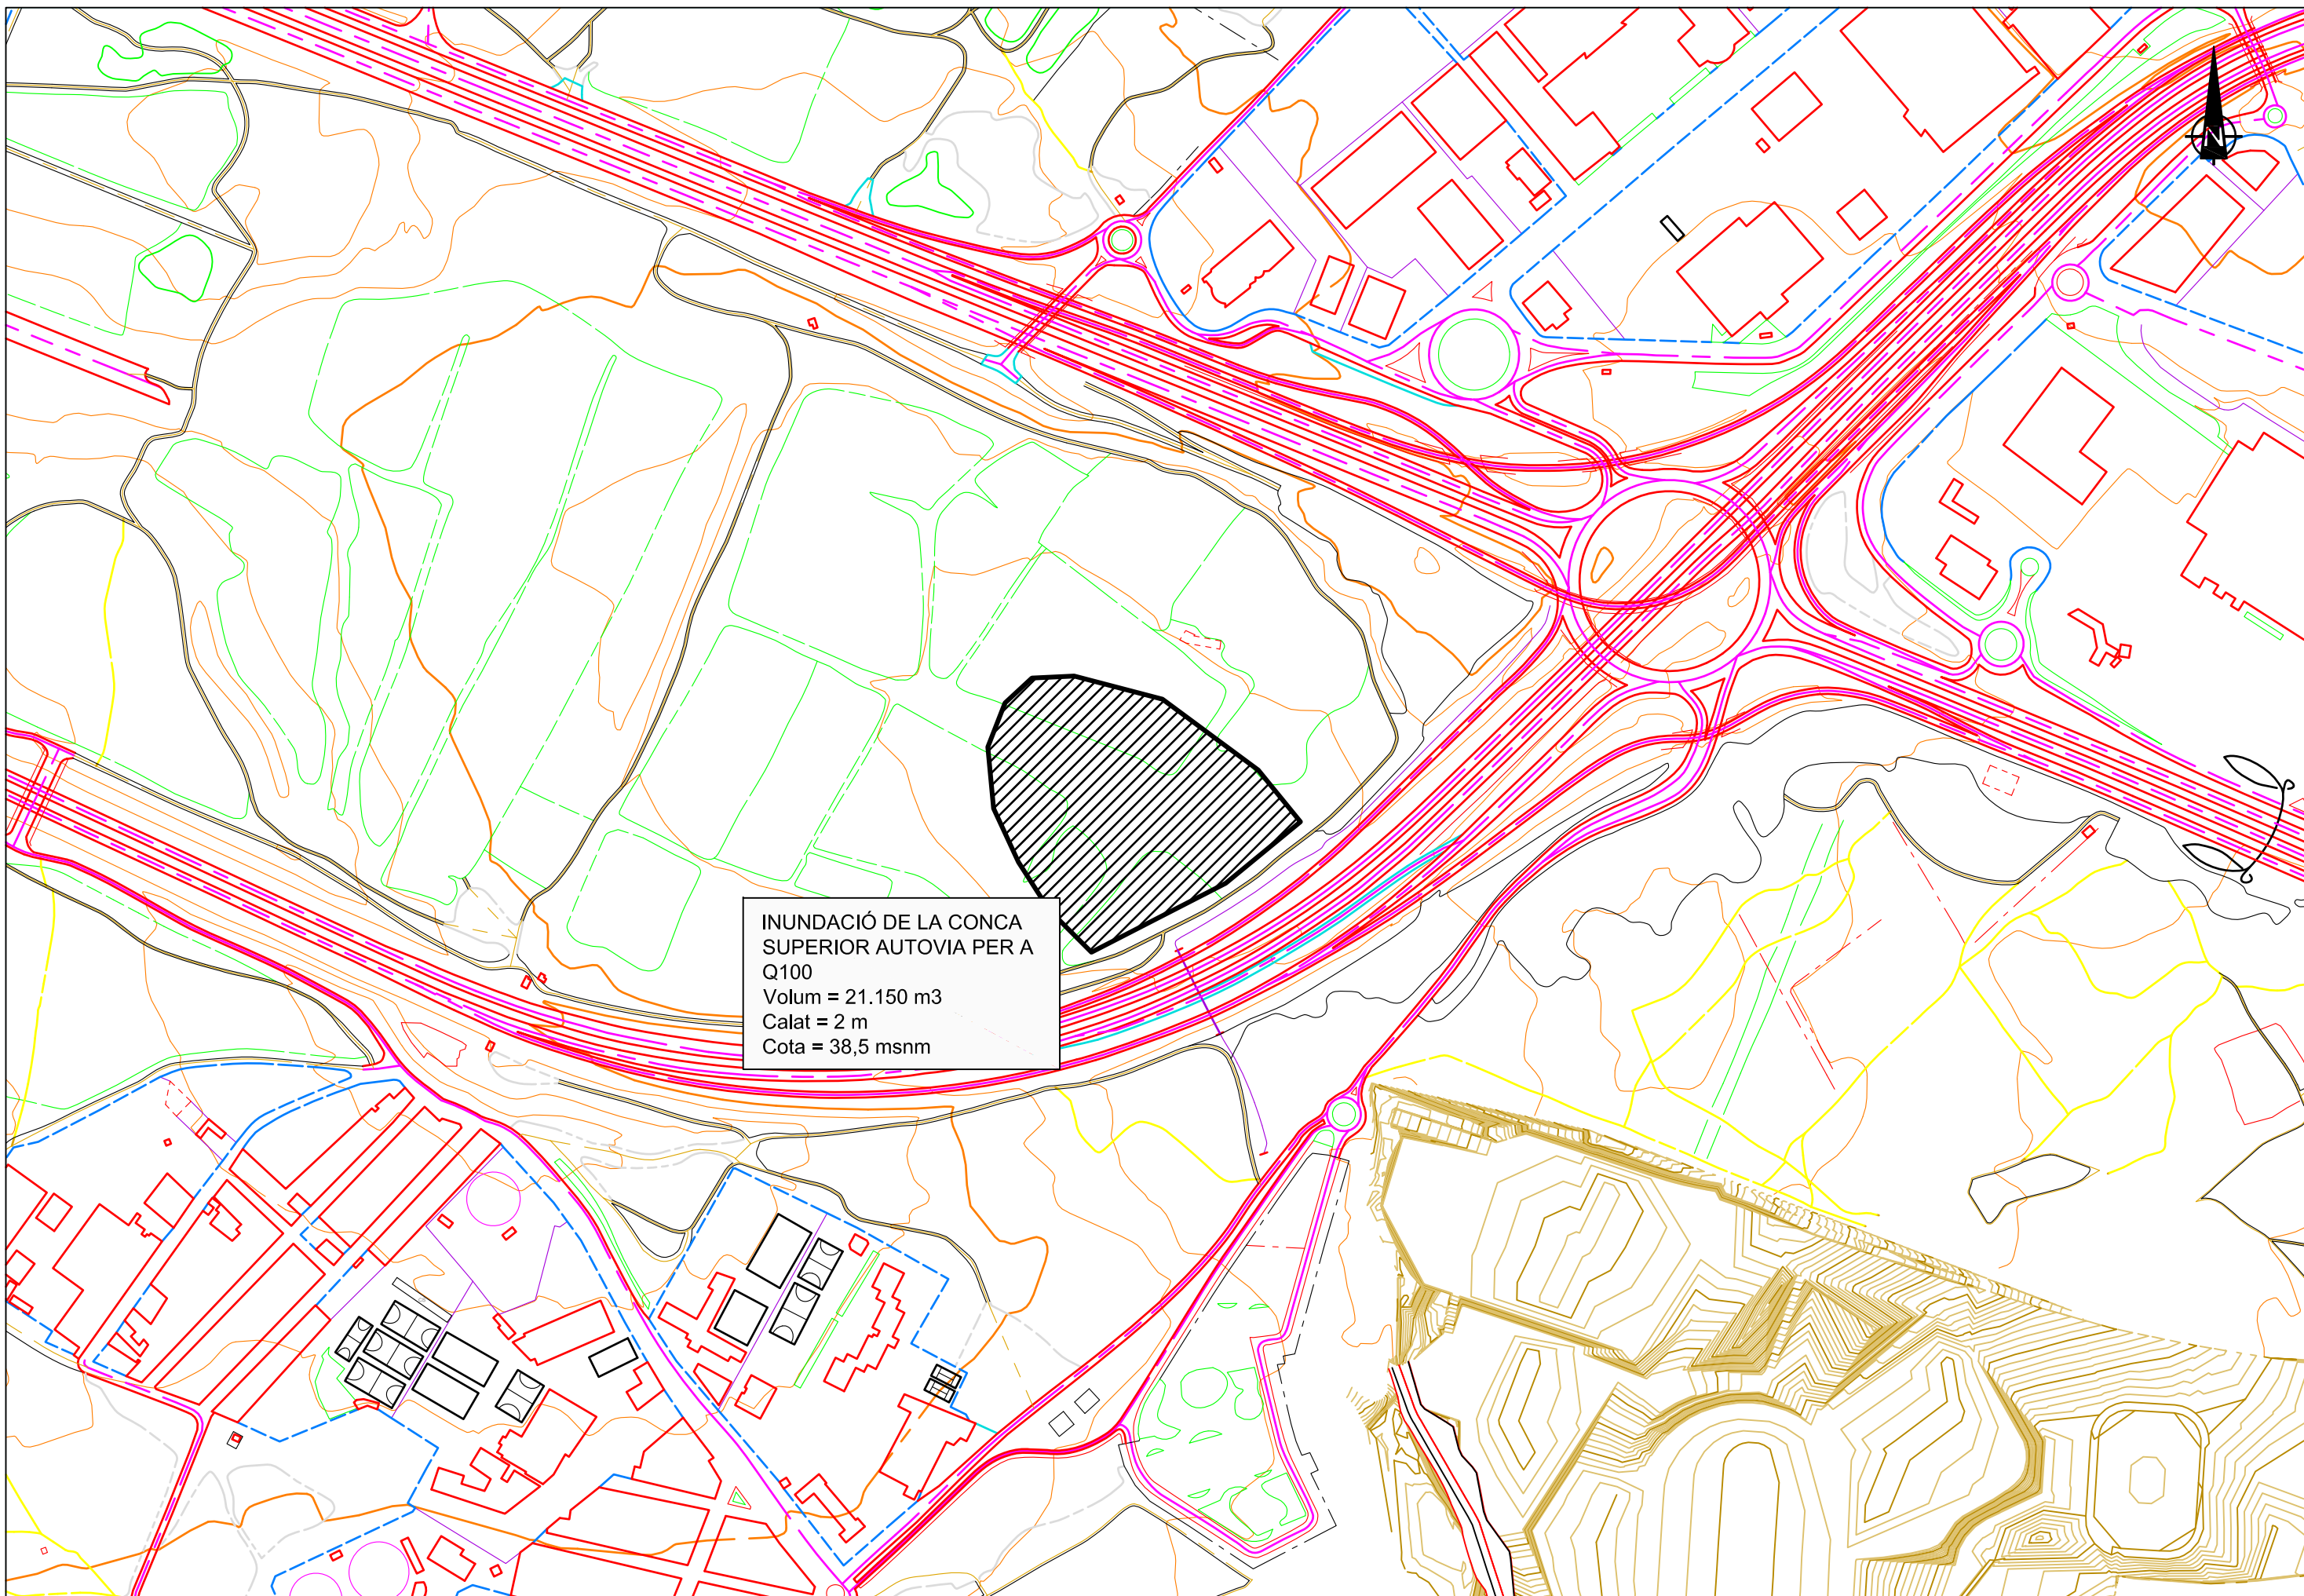 N
INUNDACIÓ DE LA CONCA
SUPERIOR AUTOVIA PER A
Q100
Volum = 21.150 m3
Calat = 2 m
Cota = 38,5 msnm